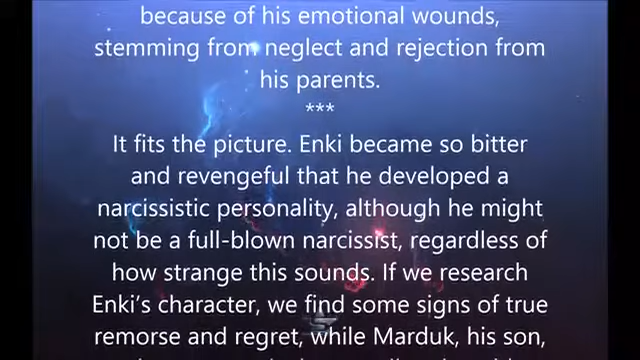 because of his emotional wounds,
stemming from neglect and rejection from
his parents.
***
It fits the picture. Enki became so bitter
and revengeful that he developed a
narcissistic personality, although he might
not be a full-blown narcissist, regardless of
how strange this sounds. If we research
Enki’s character, we find some signs of true
remorse and regret, while Marduk, his son,